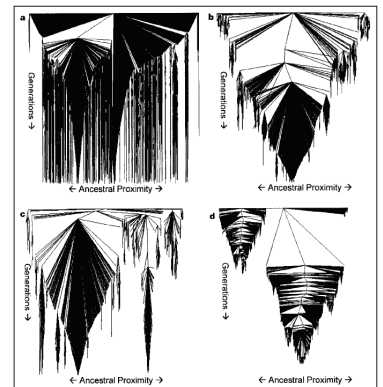 a
Generations →
← Ancestral Proximity →
b
Generations →
← Ancestral Proximity →
c
Generations →
← Ancestral Proximity →
d
Generations →
← Ancestral Proximity →